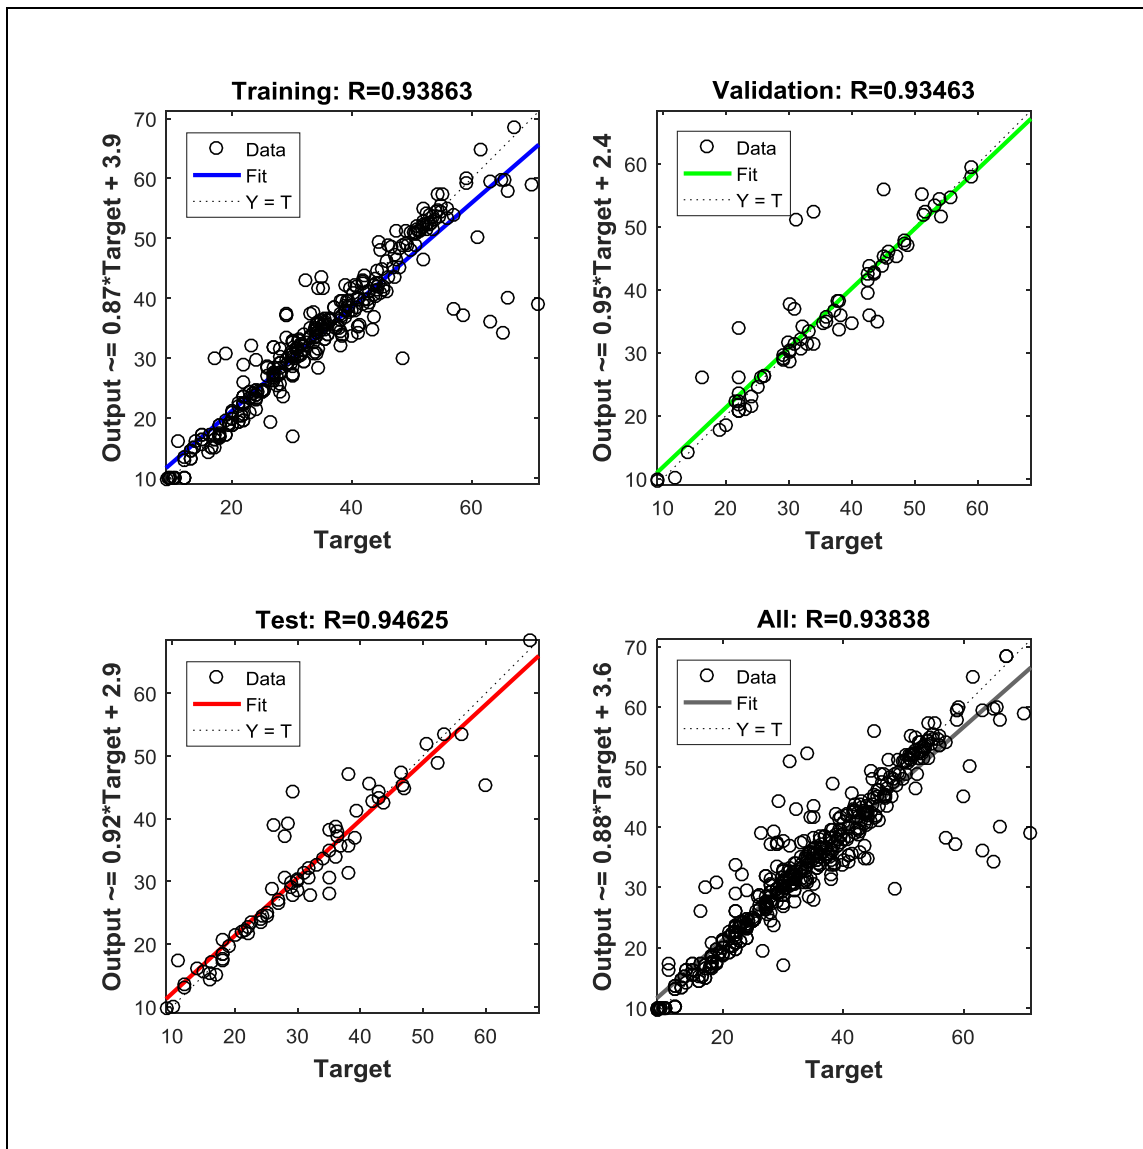 Training: R=0.93863
Output ~= 0.87*Target + 3.9
70
60
50
40
30
20
10
Data
Fit
Y = T
20
40
60
Target
Validation: R=0.93463
Output ~= 0.95*Target + 2.4
60
50
40
30
20
10
Data
Fit
Y = T
10
20
30
40
50
60
Target
Test: R=0.94625
Output ~= 0.92*Target + 2.9
60
50
40
30
20
10
Data
Fit
Y = T
10
20
30
40
50
60
Target
All: R=0.93838
Output ~= 0.88*Target + 3.6
70
60
50
40
30
20
10
Data
Fit
Y = T
20
40
60
Target